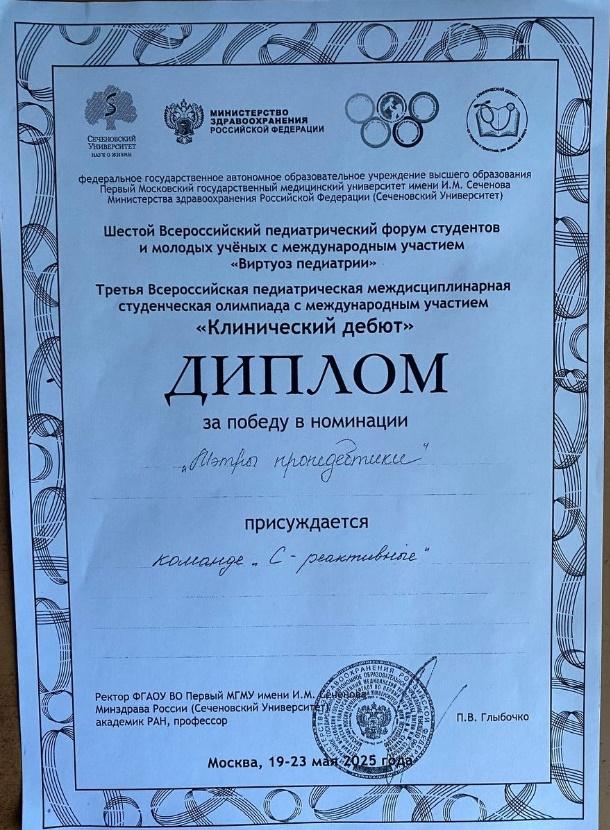 Сеченовский
Университет
наук о жизни
Министерство
здравоохранения
Российской Федерации
Клинический дебют
федеральное государственное автономное образовательное учреждение высшего образования
Первый Московский государственный медицинский университет имени И.М. Сеченова
Министерства здравоохранения Российской Федерации (Сеченовский Университет)
Шестой Всероссийский педиатрический форум студентов
и молодых учёных с международным участием
«Виртуоз педиатрии»
Третья Всероссийская педиатрическая междисциплинарная
студенческая олимпиада с международным участием
«Клинический дебют»
ДИПЛОМ
за победу в номинации
„Мэтры пропедевтики"
присуждается
команде „С-реактивные"
Ректор ФГАОУ ВО Первый МГМУ имени И.М. Сеченова
Минздрава России (Сеченовский Университет)
академик РАН, профессор
П.В. Глыбочко
Москва, 19-23 мая 2025 года